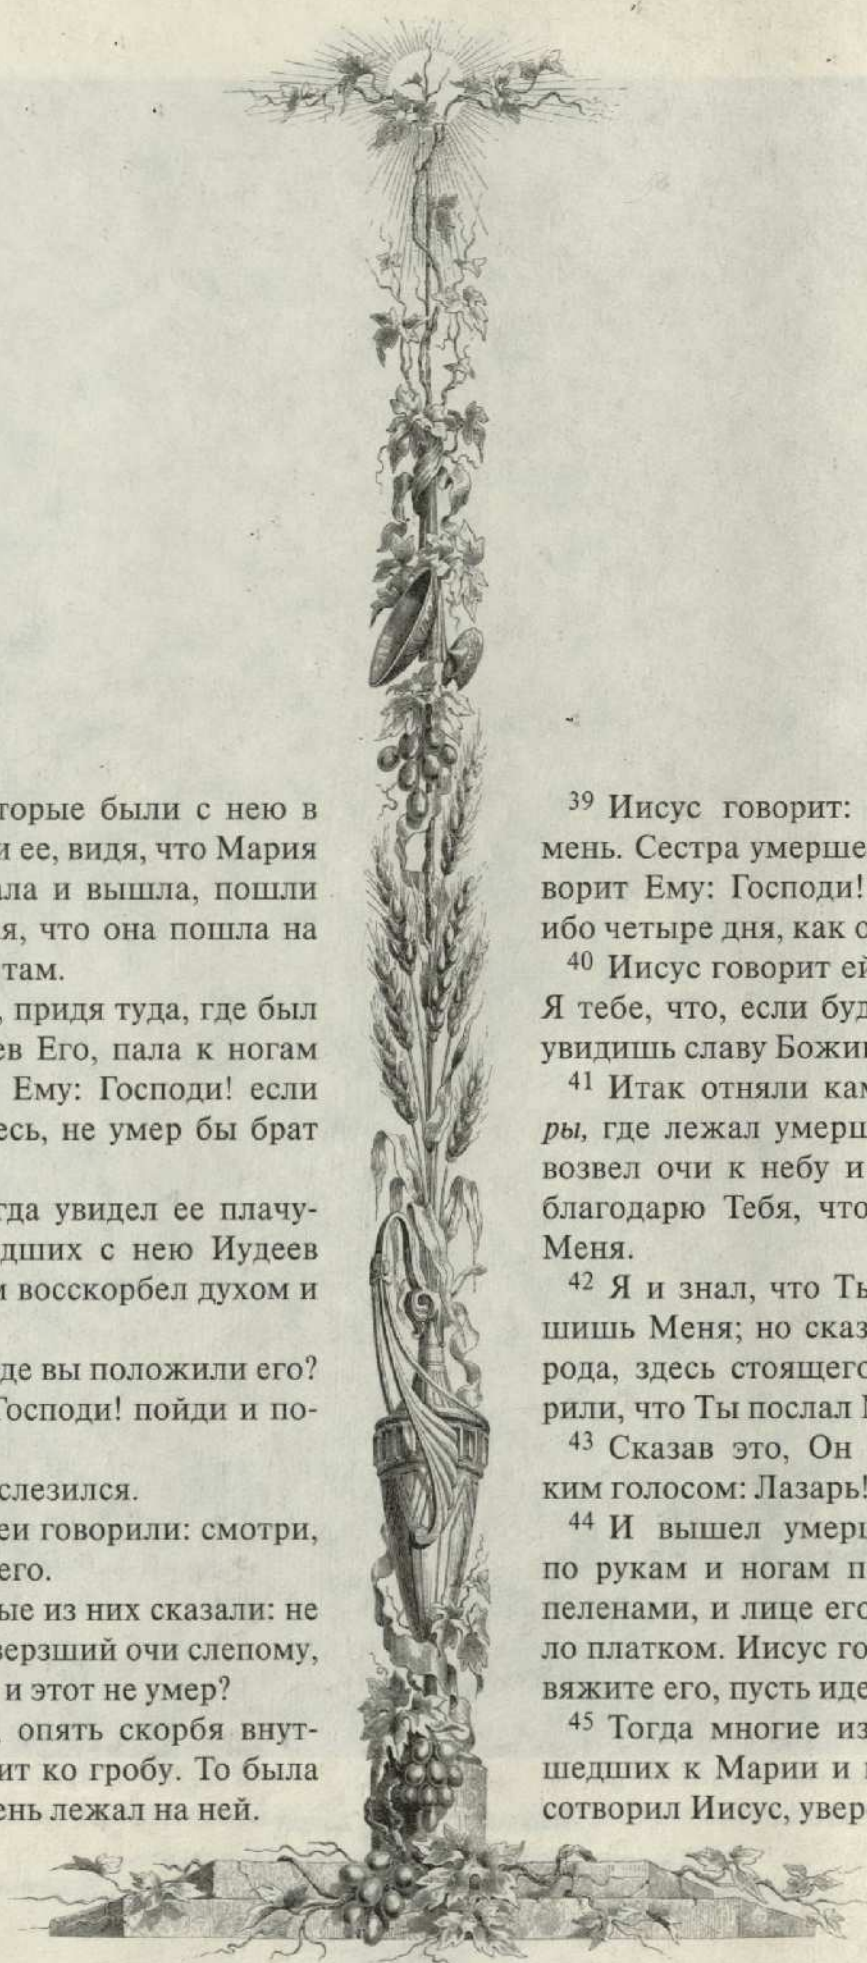 торые были с нею в
и ее, видя, что Мария
ала и вышла, пошли
я, что она пошла на
там.
, придя туда, где был
ев Его, пала к ногам
Ему: Господи! если
есь, не умер бы брат
гда увидел ее плачу-
дших с нею Иудеев
и восскорбел духом и
де вы положили его?
Господи! пойди и по-
слезился.
еи говорили: смотри,
его.
ые из них сказали: не
верзший очи слепому,
и этот не умер?
опять скорбя внут-
ит ко гробу. То была
ень лежал на ней.
39 Иисус говорит:
мень. Сестра умерше
ворит Ему: Господи!
ибо четыре дня, как о
40 Иисус говорит ей
Я тебе, что, если буд
увидишь славу Божи
41 Итак отняли кам
ры, где лежал умерш
возвел очи к небу и
благодарю Тебя, что
Меня.
42 Я и знал, что Ты
шишь Меня; но сказ
рода, здесь стоящего
рили, что Ты послал
43 Сказав это, Он
ким голосом: Лазарь!
44 И вышел умерш
по рукам и ногам п
пеленами, и лице его
ло платком. Иисус го
вяжите его, пусть иде
45 Тогда многие из
шедших к Марии и
сотворил Иисус, увер